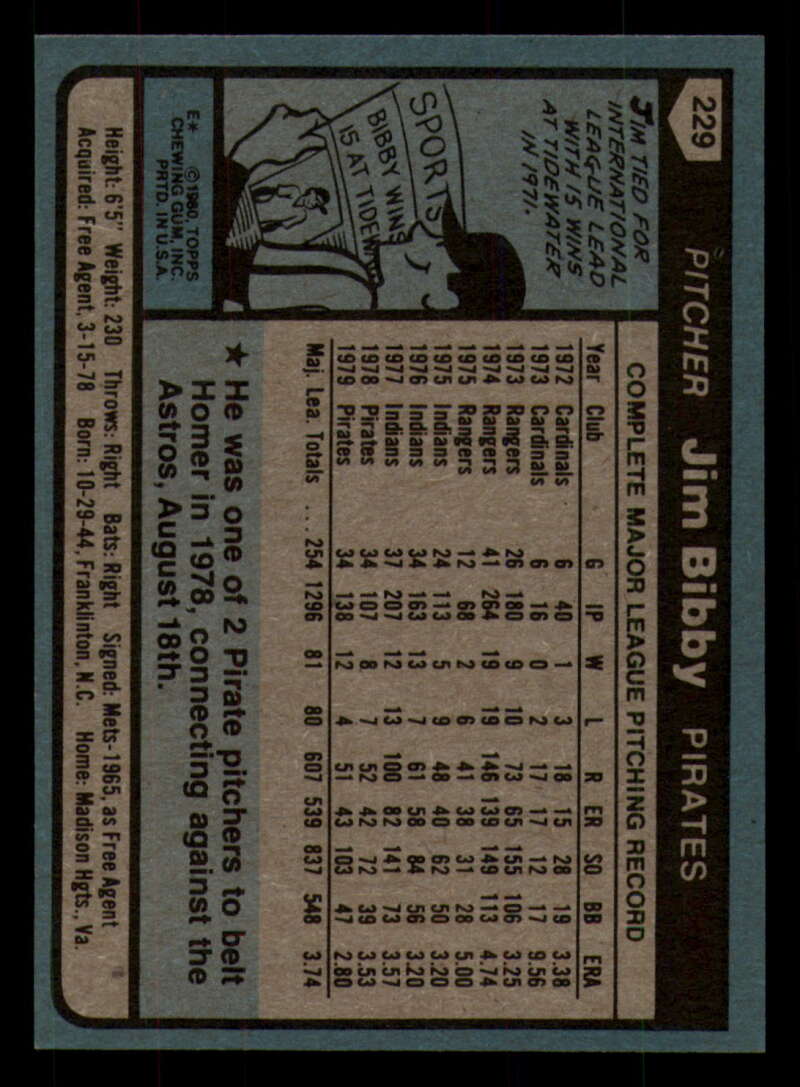 229 PITCHER Jim Bibby PIRATES
JIM TIED FOR
INTERNATIONAL
LEAGUE LEAD
WITH 15 WINS
AT TIDEWATER
IN 1971.
SPORTS
BIBBY WINS
15 AT TIDEW
E* ©1980 TOPPS
CHEWING GUM, INC.
PRTD. IN U.S.A.
COMPLETE MAJOR LEAGUE PITCHING RECORD
Year Club G IP W L R ER SO BB ERA
1972 Cardinals 6 40 1 3 18 15 28 19 3.38
1973 Cardinals 6 16 0 2 17 17 12 17 9.56
1973 Rangers 26 180 9 10 73 65 155 106 3.25
1974 Rangers 41 264 19 19 146 139 149 113 4.74
1975 Rangers 12 68 2 6 41 38 31 28 5.00
1975 Indians 24 113 5 9 48 40 62 50 3.20
1976 Indians 34 163 13 7 61 58 84 56 3.20
1977 Indians 37 207 12 13 100 82 141 73 3.57
1978 Pirates 34 107 8 7 52 42 72 39 3.53
1979 Pirates 34 138 12 4 51 43 103 47 2.80
Maj. Lea. Totals ... 254 1296 81 80 607 539 837 548 3.74
★ He was one of 2 Pirate pitchers to belt
Homer in 1978, connecting against the
Astros, August 18th.
Height: 6'5" Weight: 230 Throws: Right Bats: Right Signed: Mets-1965, as Free Agent
Acquired: Free Agent, 3-15-78 Born: 10-29-44, Franklinton, N.C. Home: Madison Hgts., Va.